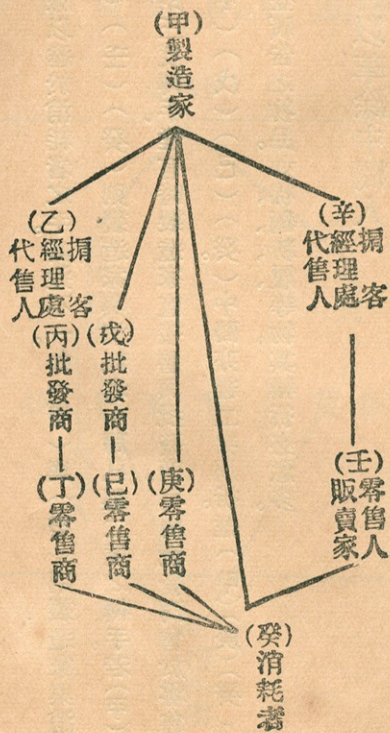 (甲)製造家
(辛)經理處
掮客
代售人
(壬)零售人
販賣家
(乙)經理處
掮客
代售人
(丙)批發商
(丁)零售商
(戊)批發商
(巳)零售商
(庚)零售商
(癸)消耗者